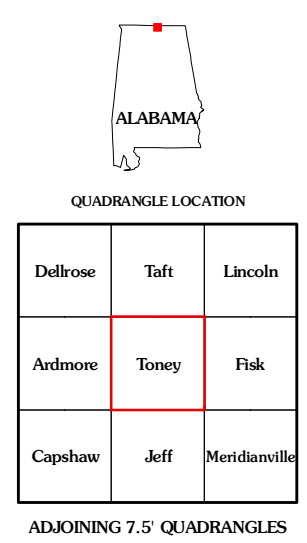 ALABAMA
QUADRANGLE LOCATION
Dellrose Taft Lincoln
Ardmore Toney Fisk
Capshaw Jeff Meridianville
ADJOINING 7.5' QUADRANGLES